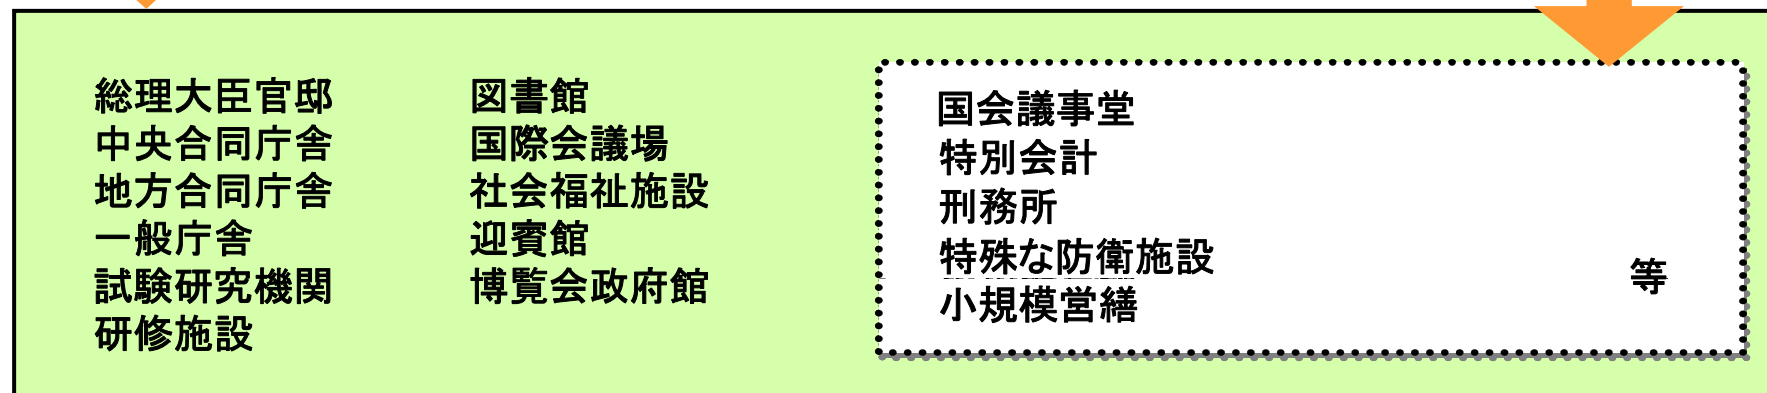 総理大臣官邸
中央合同庁舎
地方合同庁舎
一般庁舎
試験研究機関
研修施設
図書館
国際会議場
社会福祉施設
迎賓館
博覧会政府館
国会議事堂
特別会計
刑務所
特殊な防衛施設
小規模営繕
等